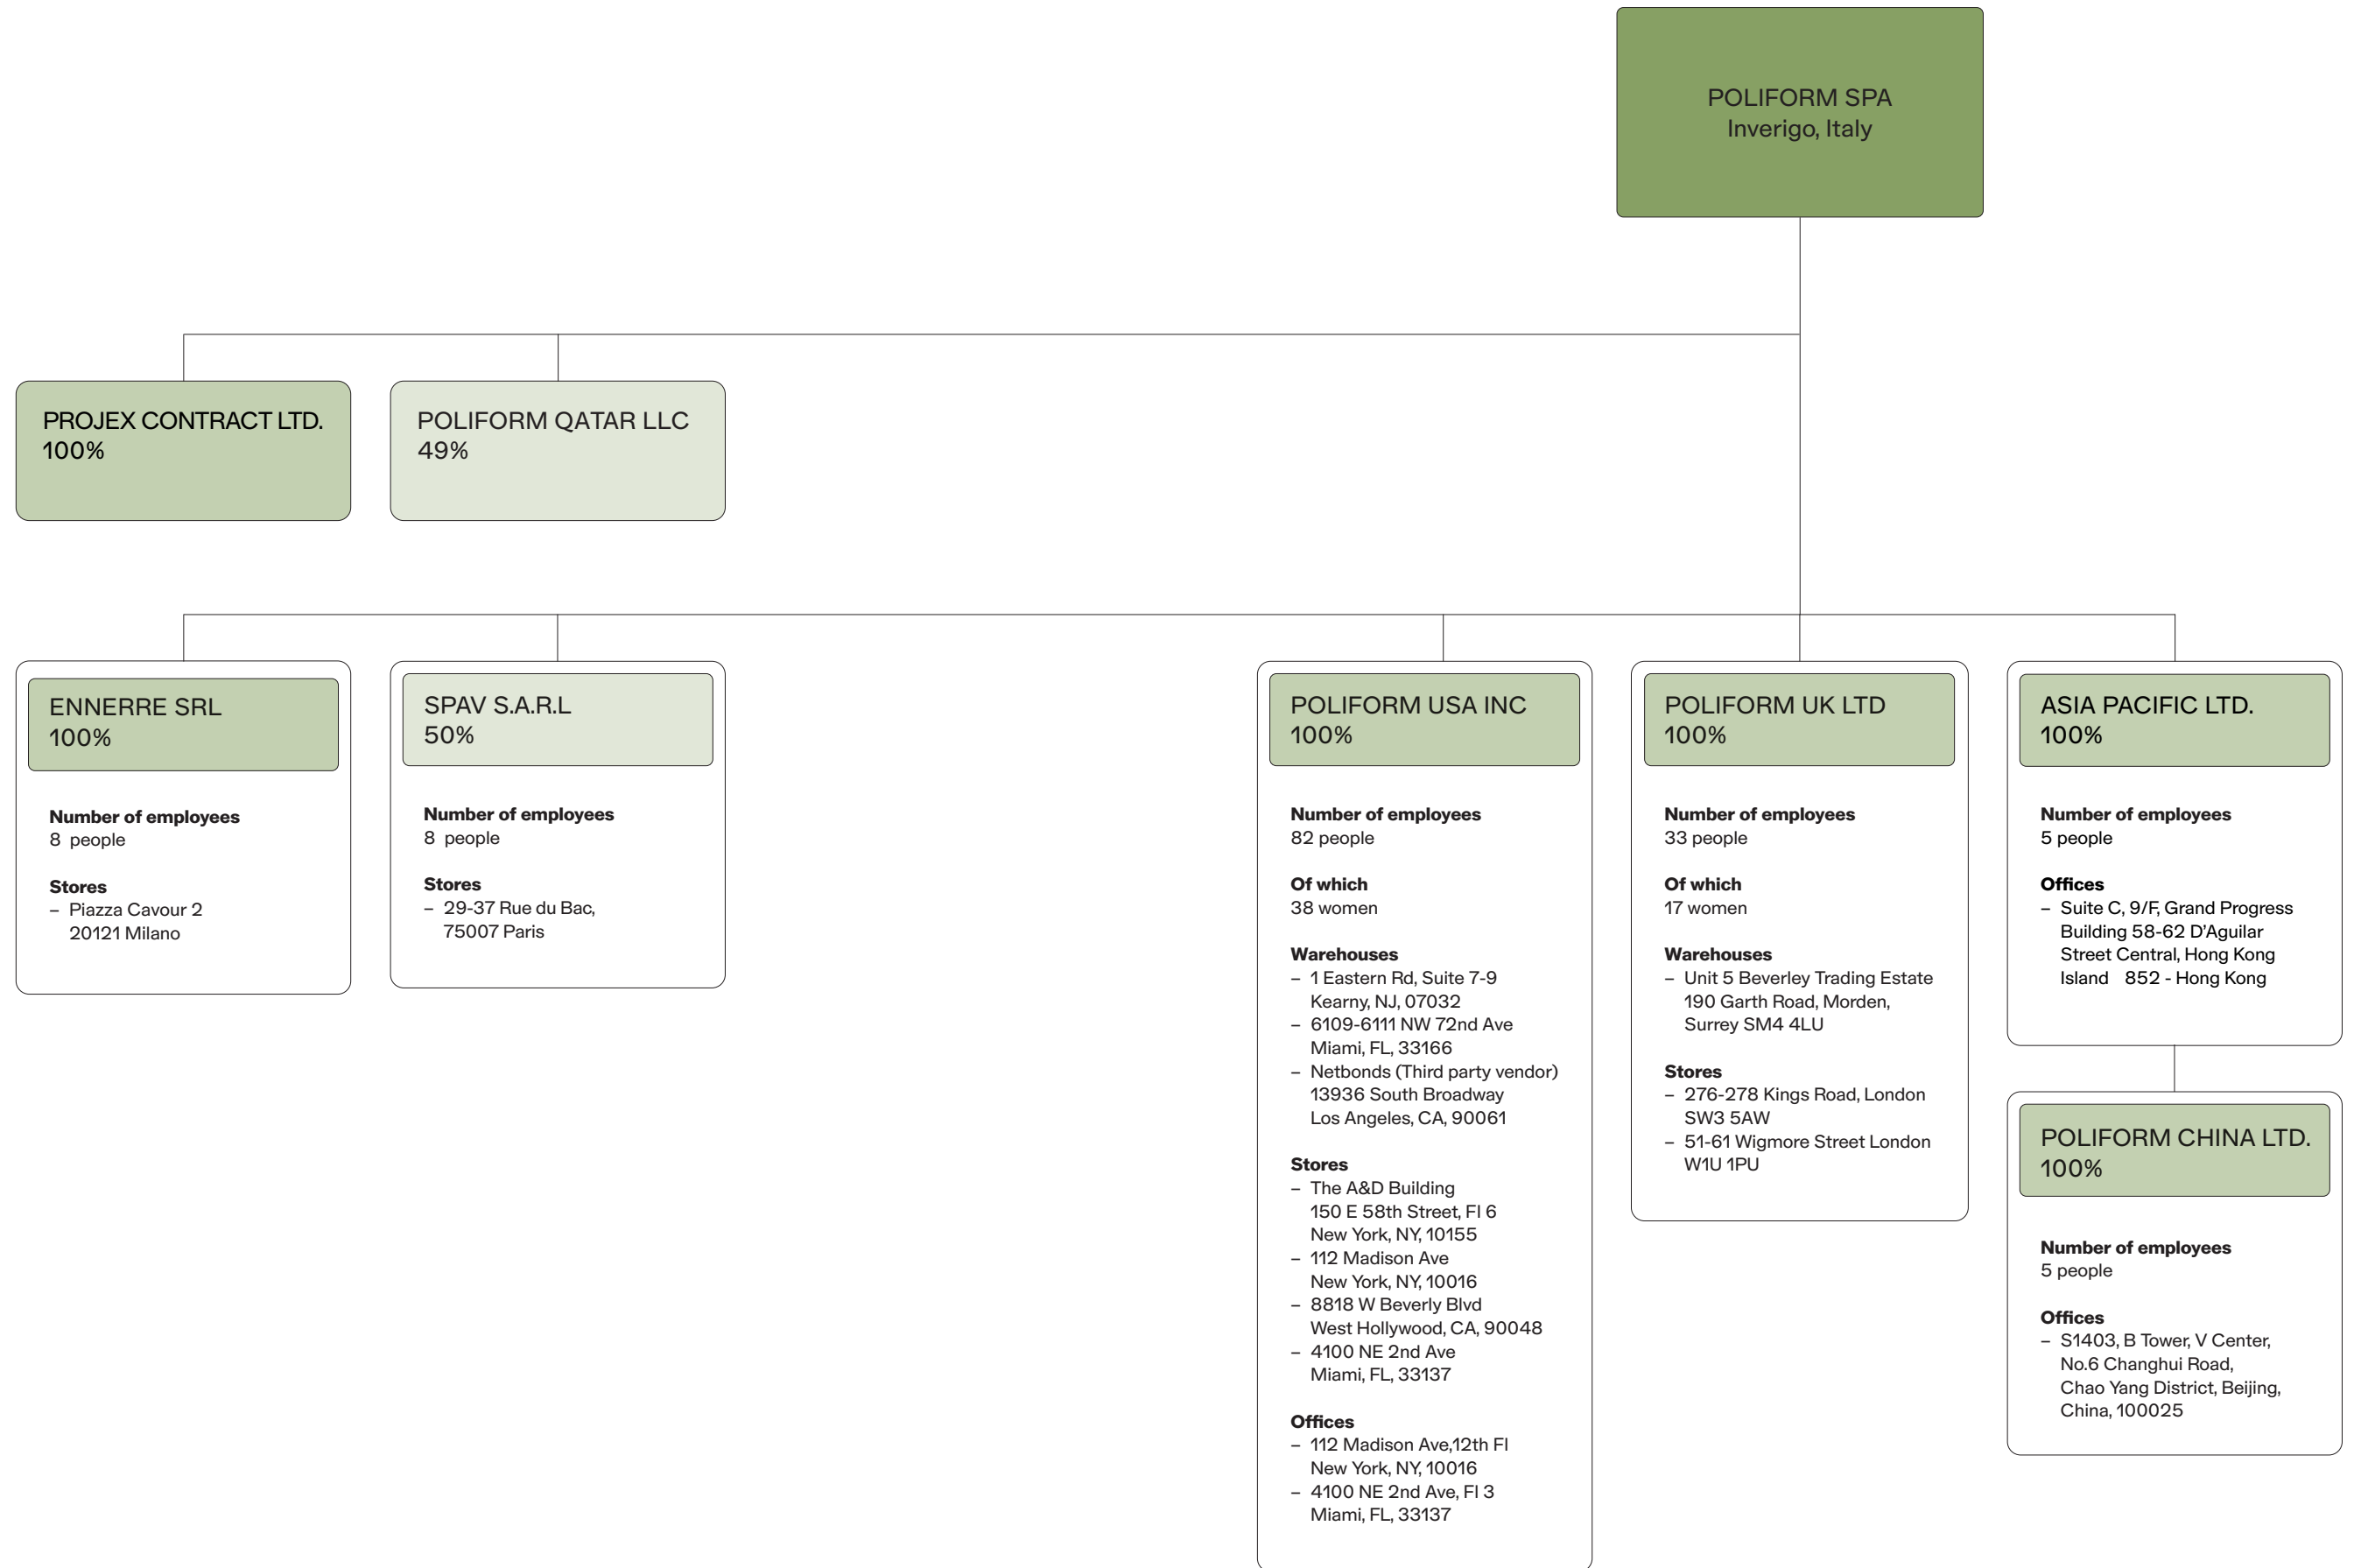 POLIFORM SPA
Inverigo, Italy
PROJEX CONTRACT LTD.
100%
POLIFORM QATAR LLC
49%
ENNERRE SRL
100%
Number of employees
8 people
Stores
– Piazza Cavour 2
20121 Milano
SPAV S.A.R.L
50%
Number of employees
8 people
Stores
– 29-37 Rue du Bac,
75007 Paris
POLIFORM USA INC
100%
Number of employees
82 people
Of which
38 women
Warehouses
– 1 Eastern Rd, Suite 7-9
Kearny, NJ, 07032
– 6109-6111 NW 72nd Ave
Miami, FL, 33166
– Netbonds (Third party vendor)
13936 South Broadway
Los Angeles, CA, 90061
Stores
– The A&D Building
150 E 58th Street, Fl 6
New York, NY, 10155
– 112 Madison Ave
New York, NY, 10016
– 8818 W Beverly Blvd
West Hollywood, CA, 90048
– 4100 NE 2nd Ave
Miami, FL, 33137
Offices
– 112 Madison Ave,12th Fl
New York, NY, 10016
– 4100 NE 2nd Ave, Fl 3
Miami, FL, 33137
POLIFORM UK LTD
100%
Number of employees
33 people
Of which
17 women
Warehouses
– Unit 5 Beverley Trading Estate
190 Garth Road, Morden,
Surrey SM4 4LU
Stores
– 276-278 Kings Road, London
SW3 5AW
– 51-61 Wigmore Street London
W1U 1PU
ASIA PACIFIC LTD.
100%
Number of employees
5 people
Offices
– Suite C, 9/F, Grand Progress
Building 58-62 D'Aguilar
Street Central, Hong Kong
Island 852 - Hong Kong
POLIFORM CHINA LTD.
100%
Number of employees
5 people
Offices
– S1403, B Tower, V Center,
No.6 Changhui Road,
Chao Yang District, Beijing,
China, 100025